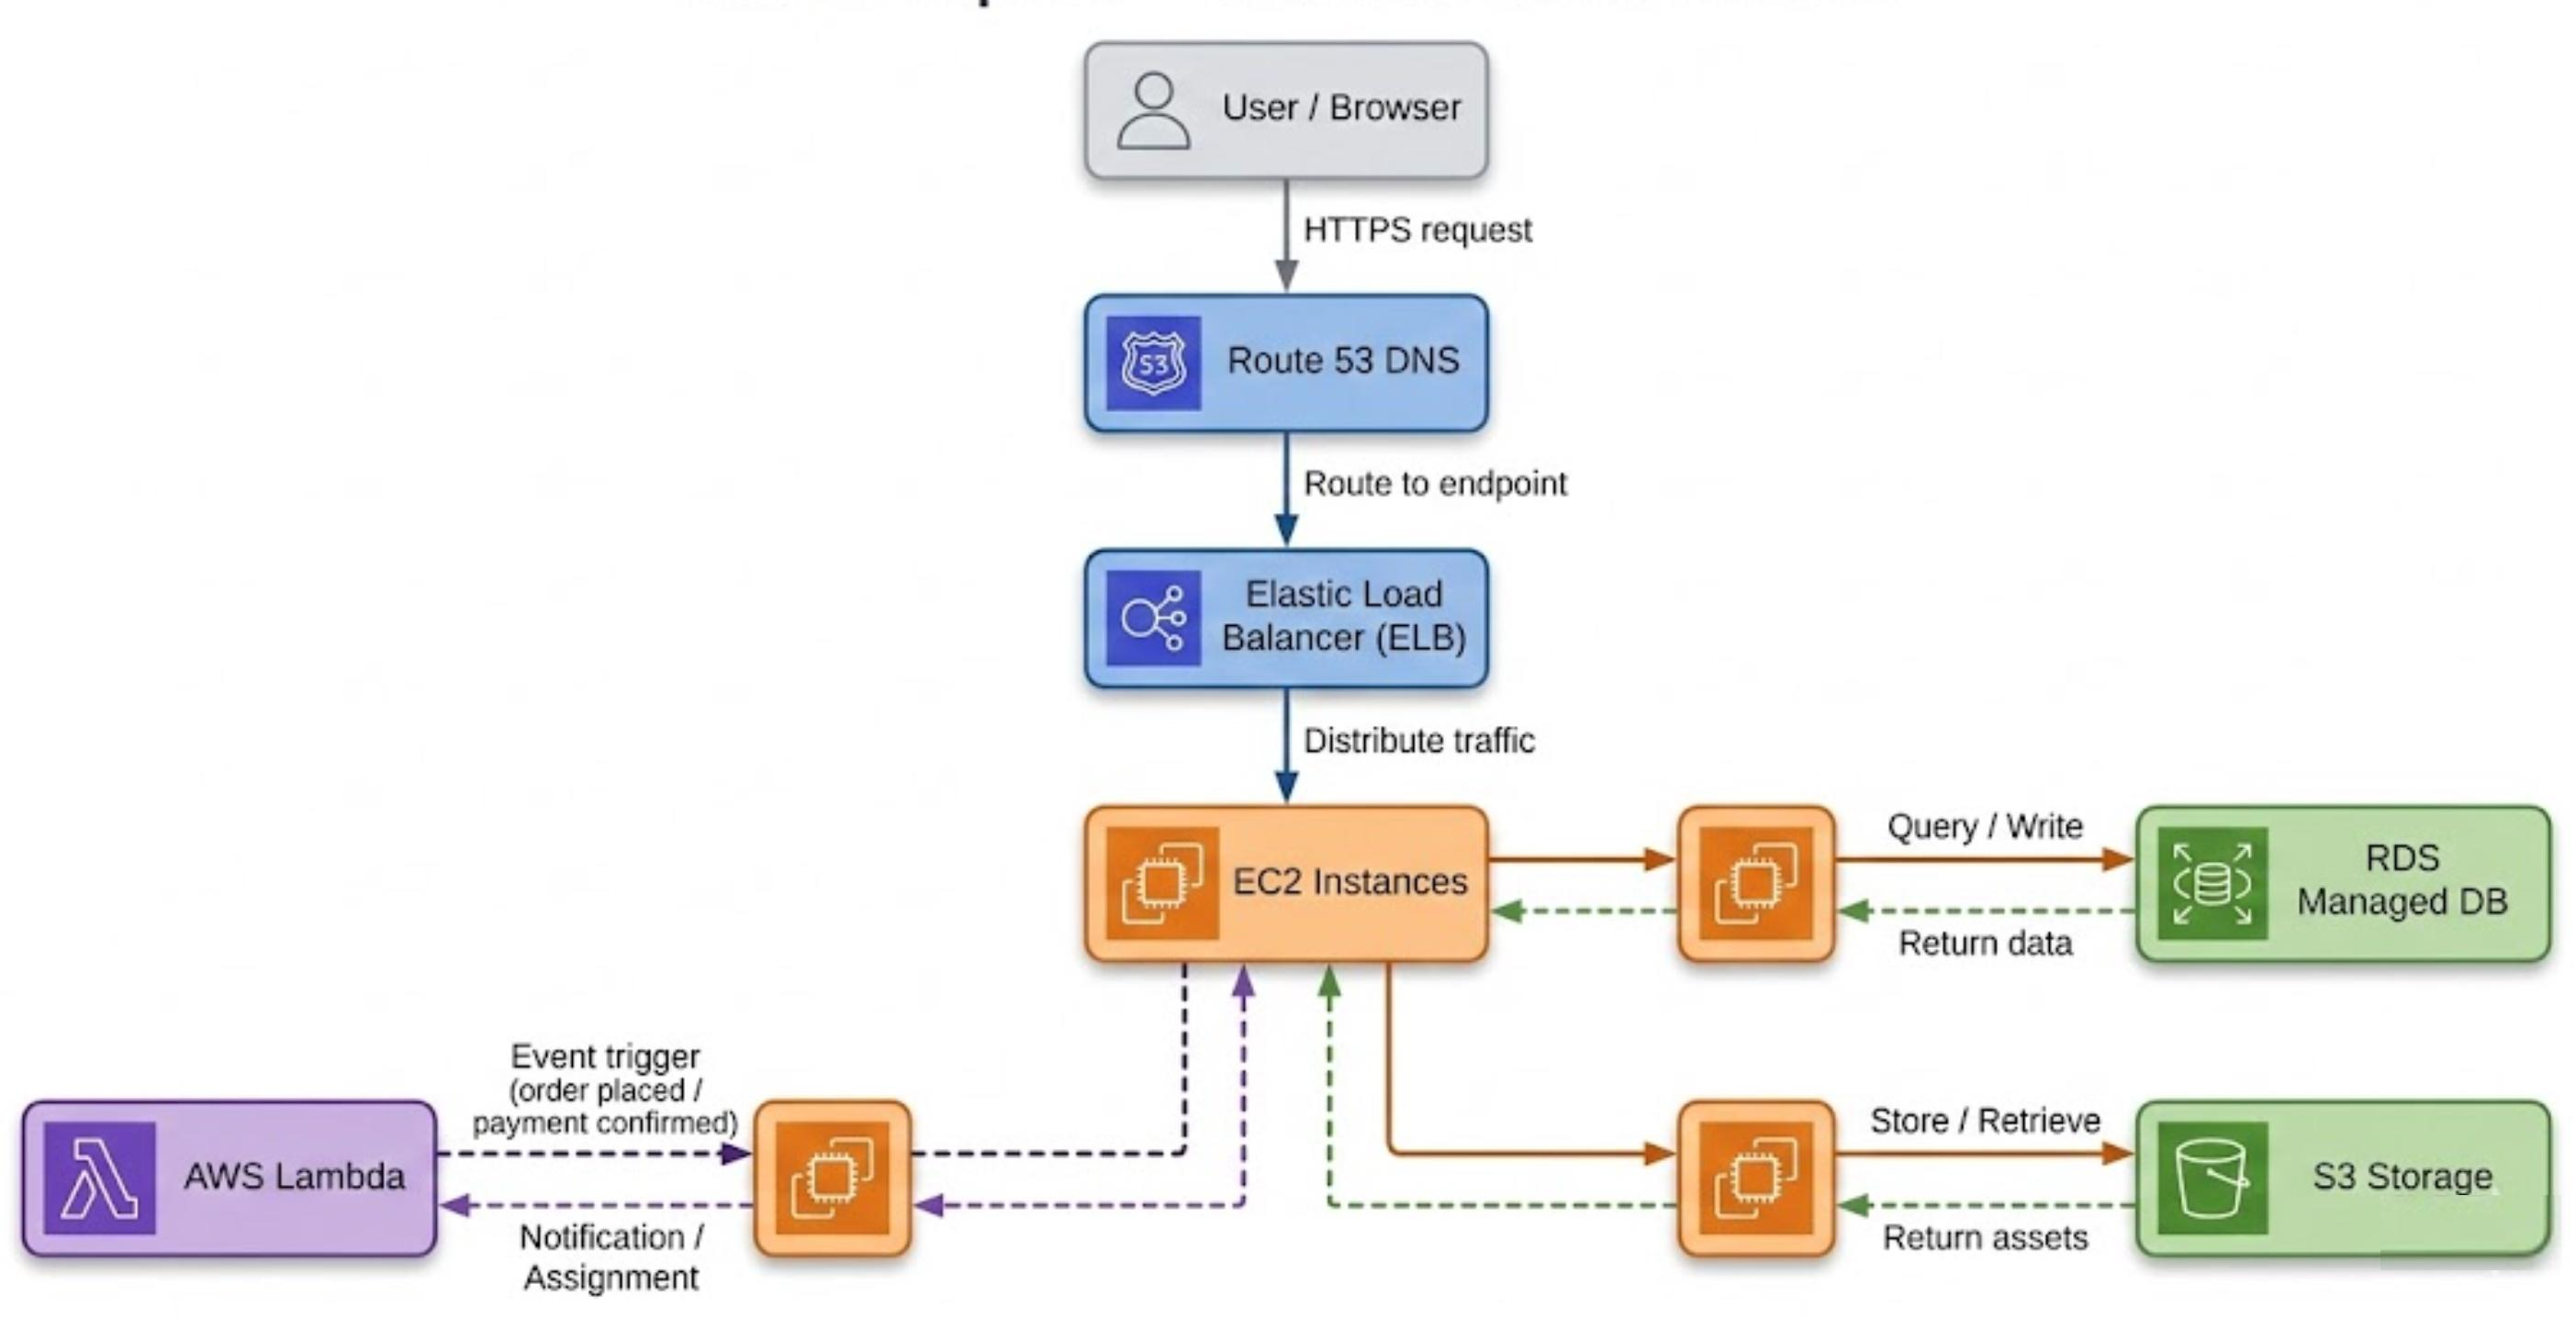 User / Browser
HTTPS request
53
Route 53 DNS
Route to endpoint
Elastic Load
Balancer (ELB)
Distribute traffic
EC2 Instances
Query / Write
Return data
RDS
Managed DB
Event trigger
(order placed /
payment confirmed)
AWS Lambda
Notification /
Assignment
Store / Retrieve
Return assets
S3 Storage